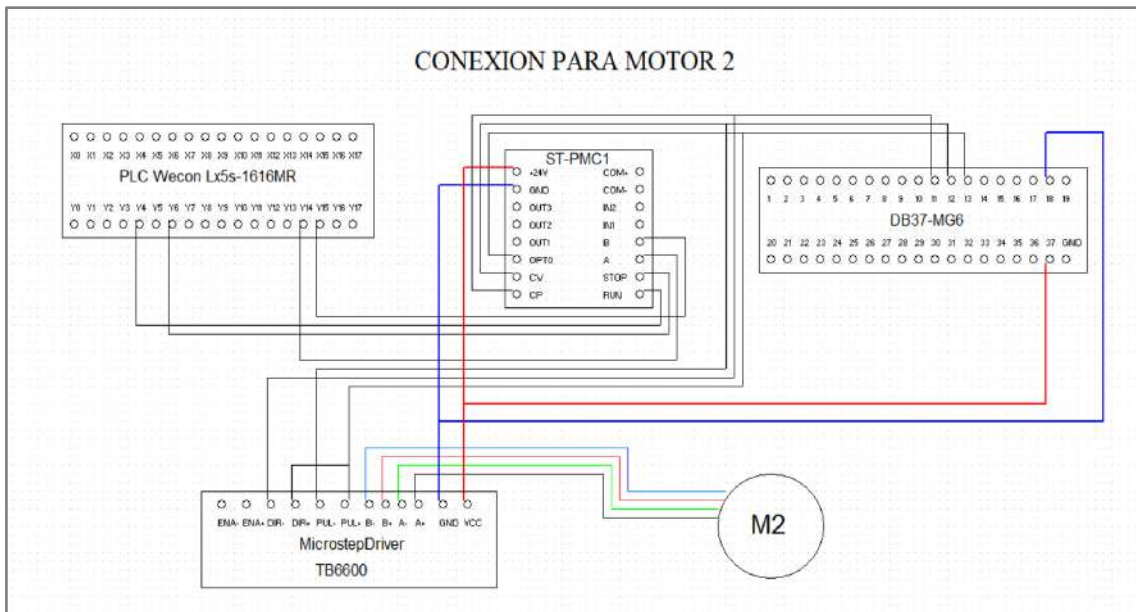 CONEXION PARA MOTOR 2
X0 X1 X2 X3 X4 X5 X6 X7 X8 X9 X10 X11 X12 X13 X14 X15 X16 X17
PLC Wecon Lx5s-1616MR
Y0 Y1 Y2 Y3 Y4 Y5 Y6 Y7 Y8 Y9 Y10 Y11 Y12 Y13 Y14 Y15 Y16 Y17
ST-PMC1
+24V COM+
GND COM-
OUT3 IN2
OUT2 IN1
OUT1 B
OPTO A
CW STOP
CP RUN
1 2 3 4 5 6 7 8 9 10 11 12 13 14 15 16 17 18 19
DB37-MG6
20 21 22 23 24 25 26 27 28 29 30 31 32 33 34 35 36 37 GND
ENA- ENA+ DIR- DIR+ PUL- PUL+ B- B+ A- A+ GND VCC
MicrostepDriver
TB6600
M2